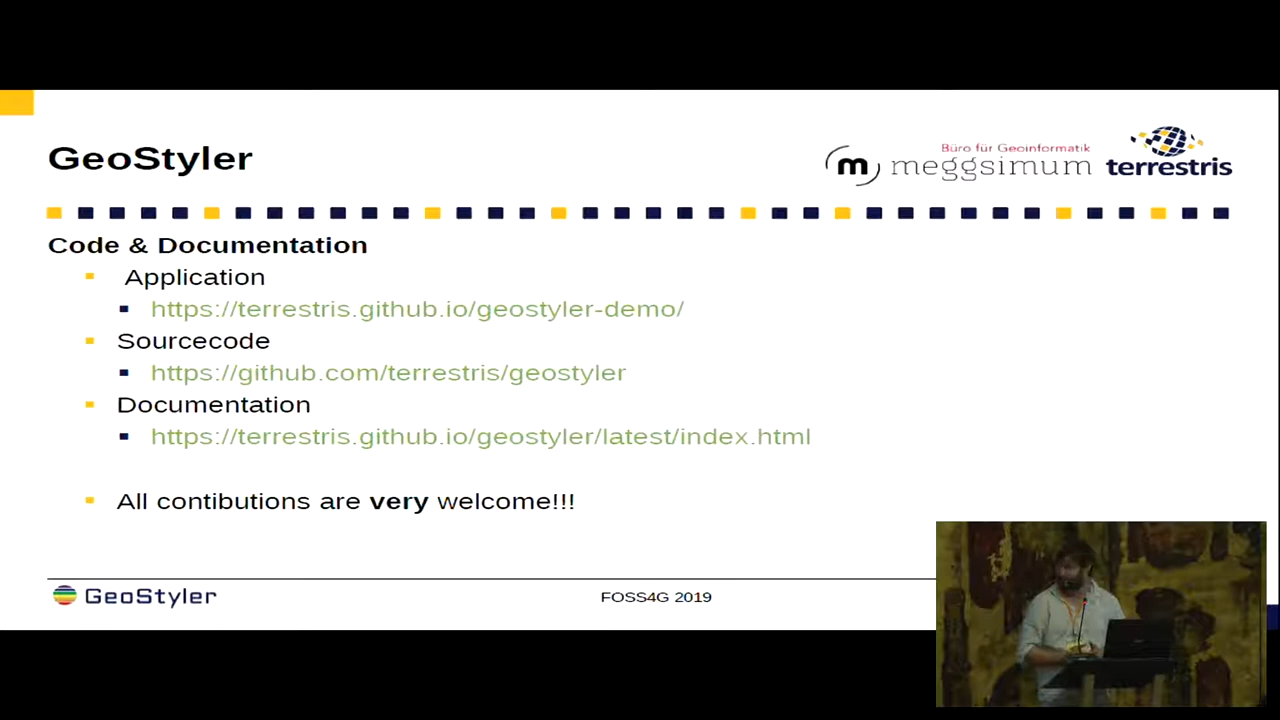 GeoStyler
Büro für Geoinformatik
m meggsimum
terrestris
Code & Documentation
Application
https://terrestris.github.io/geostyler-demo/
Sourcecode
https://github.com/terrestris/geostyler
Documentation
https://terrestris.github.io/geostyler/latest/index.html
All contibutions are very welcome!!!
GeoStyler
FOSS4G 2019